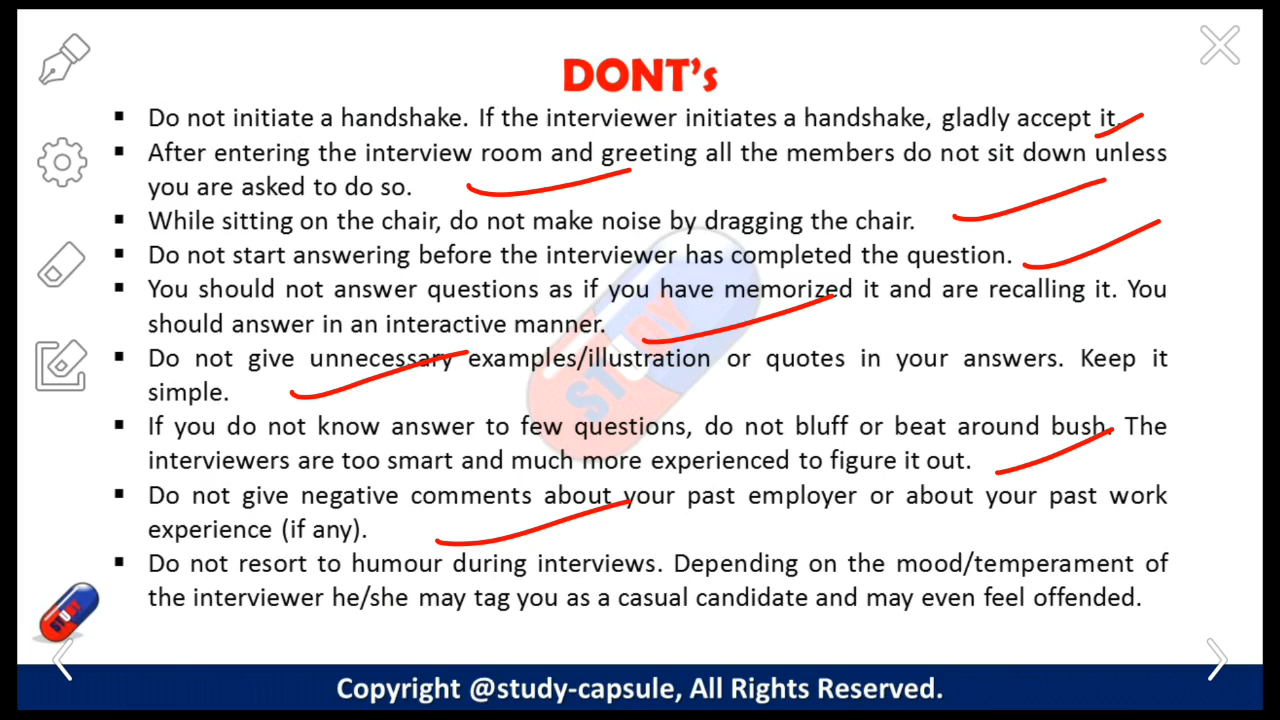 DONT's
▪ Do not initiate a handshake. If the interviewer initiates a handshake, gladly accept it.
▪ After entering the interview room and greeting all the members do not sit down unless
you are asked to do so.
▪ While sitting on the chair, do not make noise by dragging the chair.
▪ Do not start answering before the interviewer has completed the question.
▪ You should not answer questions as if you have memorized it and are recalling it. You
should answer in an interactive manner.
▪ Do not give unnecessary examples/illustration or quotes in your answers. Keep it
simple.
▪ If you do not know answer to few questions, do not bluff or beat around bush. The
interviewers are too smart and much more experienced to figure it out.
▪ Do not give negative comments about your past employer or about your past work
experience (if any).
▪ Do not resort to humour during interviews. Depending on the mood/temperament of
the interviewer he/she may tag you as a casual candidate and may even feel offended.
STUDY
STUDY
Copyright @study-capsule, All Rights Reserved.